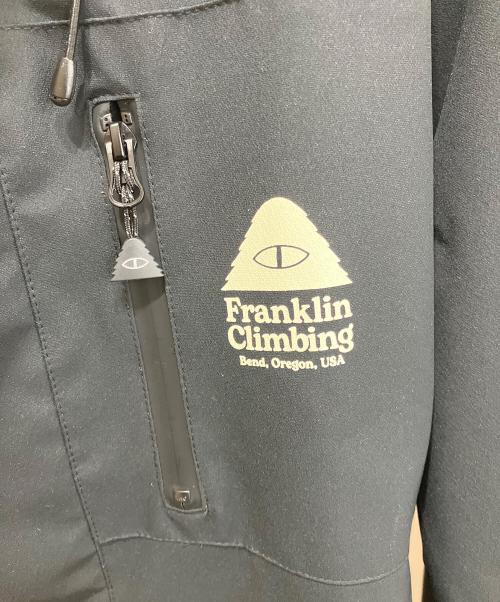 Franklin
Climbing
Bend, Oregon, USA